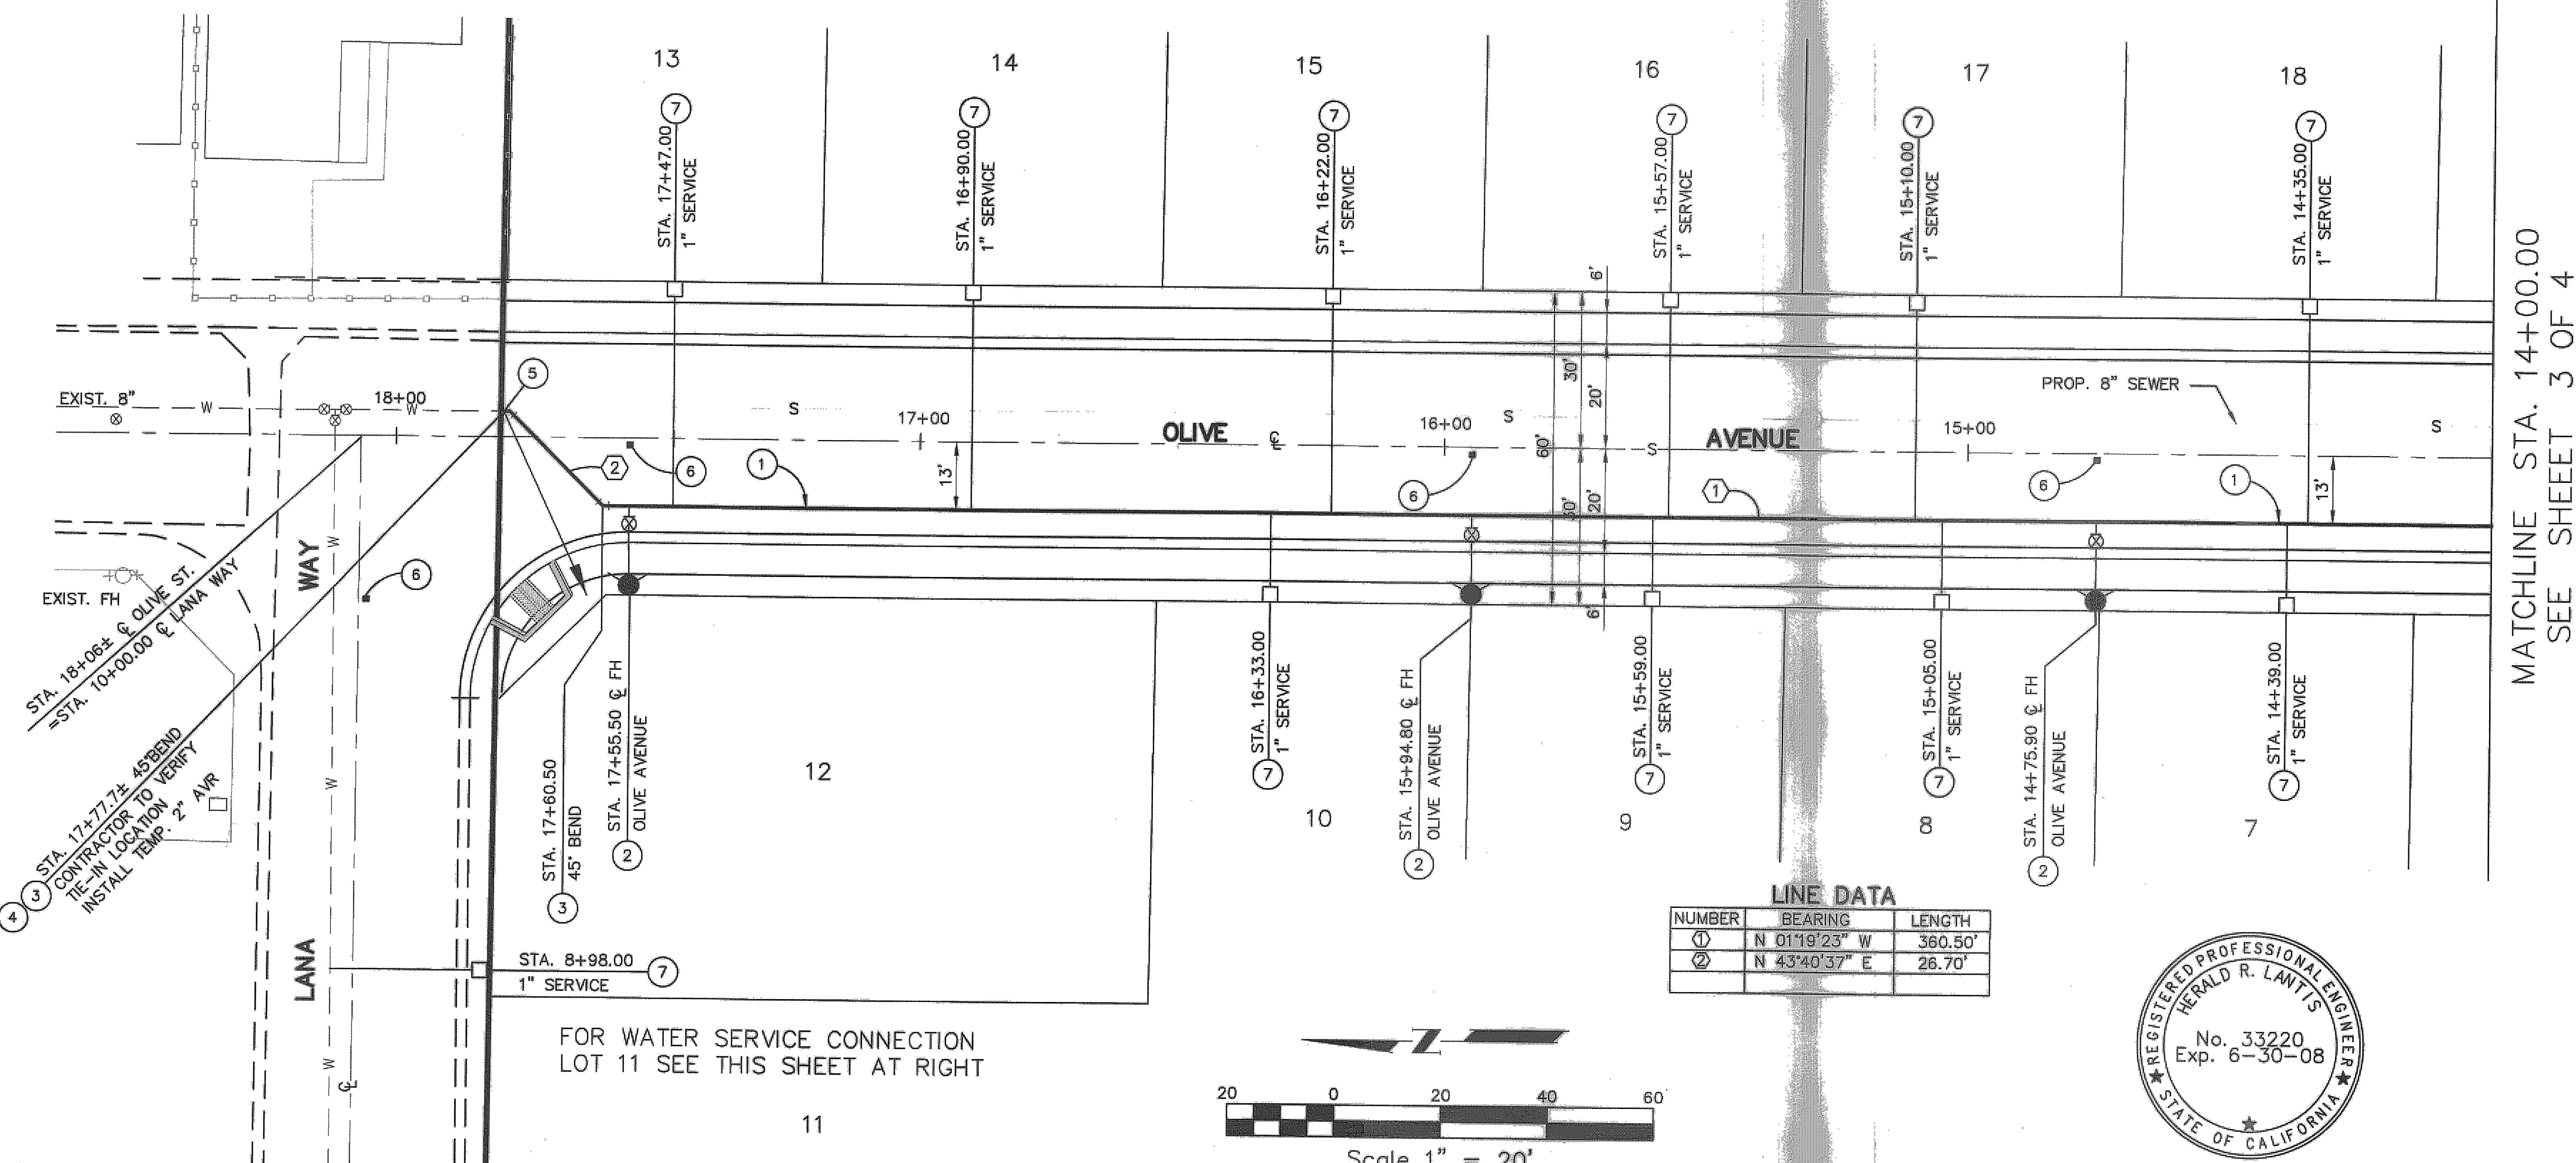 13
14
15
16
17
18
7
7
7
7
7
7
STA. 17+47.00
1" SERVICE
STA. 16+90.00
1" SERVICE
STA. 16+22.00
1" SERVICE
STA. 15+57.00
1" SERVICE
STA. 15+10.00
1" SERVICE
STA. 14+35.00
1" SERVICE
MATCHLINE STA. 14+00.00
SEE SHEEET 3 OF 4
6'
30'
20'
60'
30'
20'
6'
5
EXIST. 8"
W
18+00
W
S
17+00
OLIVE
℄
16+00
S
S
AVENUE
15+00
PROP. 8" SEWER
S
2
6
1
13'
6
1
6
1
13'
WAY
W
6
EXIST. FH
STA. 18+06± ℄ OLIVE ST.
=STA. 10+00.00 ℄ LANA WAY
STA. 17+77.7± 45°BEND
CONTRACTOR TO VERIFY
TIE-IN LOCATION
INSTALL TEMP. 2" AVR
3
4
W
LANA
W
℄
STA. 17+60.50
45° BEND
3
STA. 17+55.50 ℄ FH
OLIVE AVENUE
2
12
STA. 16+33.00
1" SERVICE
7
10
STA. 15+94.80 ℄ FH
OLIVE AVENUE
2
STA. 15+59.00
1" SERVICE
7
9
STA. 15+05.00
1" SERVICE
7
8
STA. 14+75.90 ℄ FH
OLIVE AVENUE
2
STA. 14+39.00
1" SERVICE
7
7
STA. 8+98.00
1" SERVICE
7
FOR WATER SERVICE CONNECTION
LOT 11 SEE THIS SHEET AT RIGHT
11
LINE DATA
NUMBER BEARING LENGTH
1 N 01°19'23" W 360.50'
2 N 43°40'37" E 26.70'
Z
20 0 20 40 60
Scale 1" = 20'
REGISTERED PROFESSIONAL ENGINEER
HERALD R. LANTIS
No. 33220
Exp. 6-30-08
★ STATE OF CALIFORNIA ★